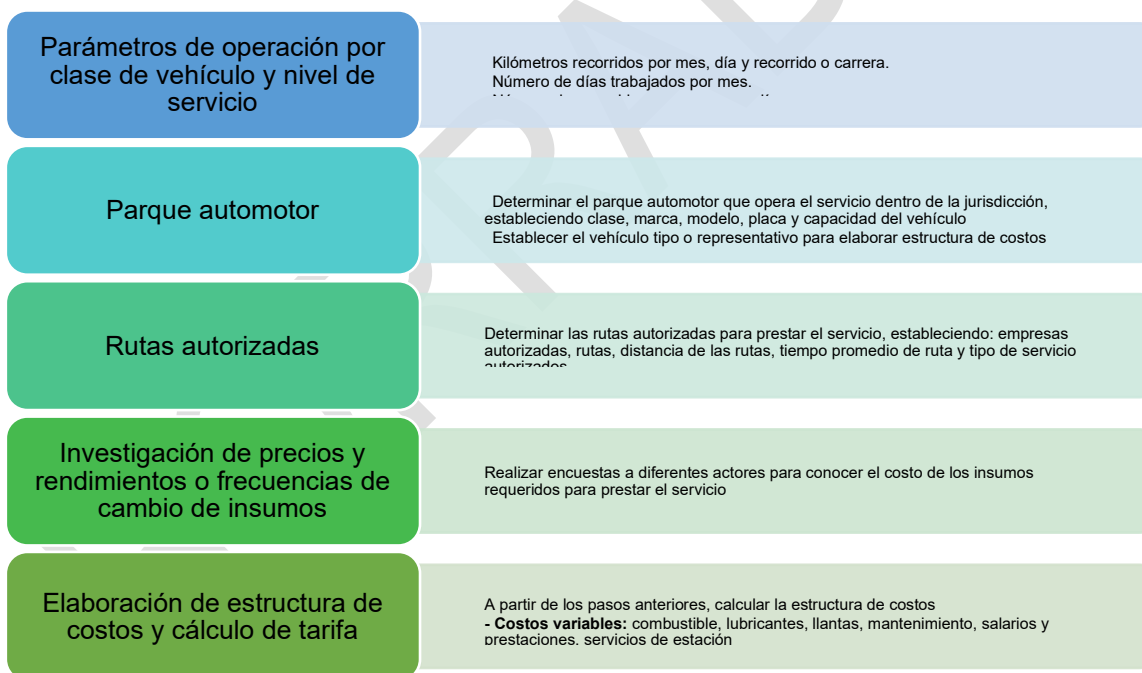 Parámetros de operación por
clase de vehículo y nivel de
servicio
Kilómetros recorridos por mes, día y recorrido o carrera.
Número de días trabajados por mes.
Parque automotor
Determinar el parque automotor que opera el servicio dentro de la jurisdicción,
estableciendo clase, marca, modelo, placa y capacidad del vehículo
Establecer el vehículo tipo o representativo para elaborar estructura de costos
Rutas autorizadas
Determinar las rutas autorizadas para prestar el servicio, estableciendo: empresas
autorizadas, rutas, distancia de las rutas, tiempo promedio de ruta y tipo de servicio
autorizados
Investigación de precios y
rendimientos o frecuencias de
cambio de insumos
Realizar encuestas a diferentes actores para conocer el costo de los insumos
requeridos para prestar el servicio
Elaboración de estructura de
costos y cálculo de tarifa
A partir de los pasos anteriores, calcular la estructura de costos
- Costos variables: combustible, lubricantes, llantas, mantenimiento, salarios y
prestaciones, servicios de estación